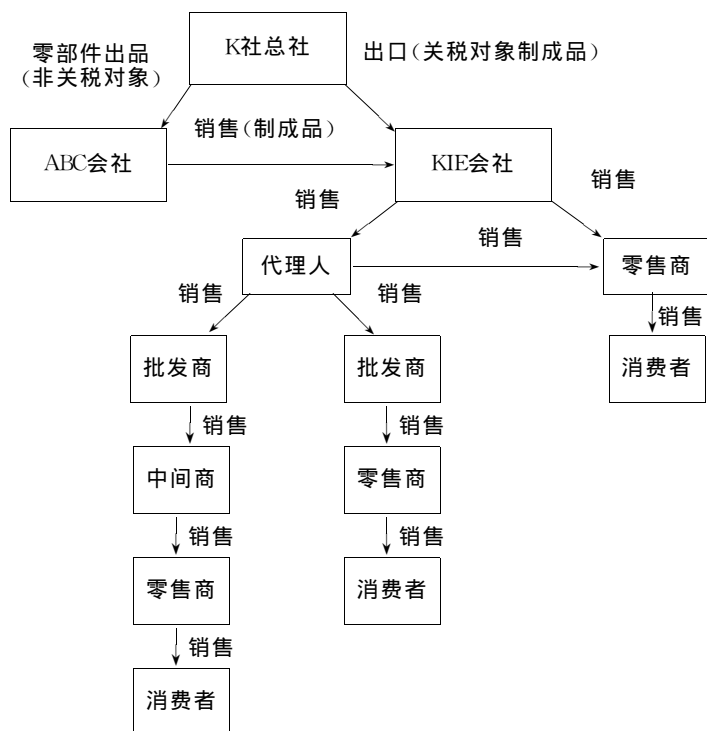 K社总社
零部件出品
(非关税对象)
出口(关税对象制成品)
销售(制成品)
ABC会社
KIE会社
销售
销售
代理人
销售
零售商
销售
销售
销售
批发商
批发商
消费者
销售
销售
中间商
零售商
销售
销售
零售商
消费者
销售
消费者